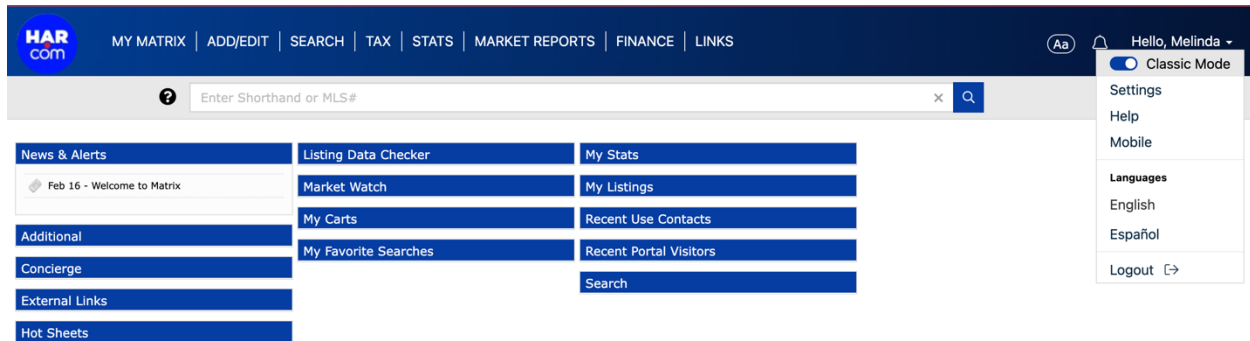 HAR
com
MY MATRIX | ADD/EDIT | SEARCH | TAX | STATS | MARKET REPORTS | FINANCE | LINKS
Aa
Hello, Melinda
Classic Mode
Settings
Help
Mobile
Languages
English
Español
Logout
?
Enter Shorthand or MLS#
News & Alerts
Feb 16 - Welcome to Matrix
Additional
Concierge
External Links
Hot Sheets
Listing Data Checker
Market Watch
My Carts
My Favorite Searches
My Stats
My Listings
Recent Use Contacts
Recent Portal Visitors
Search